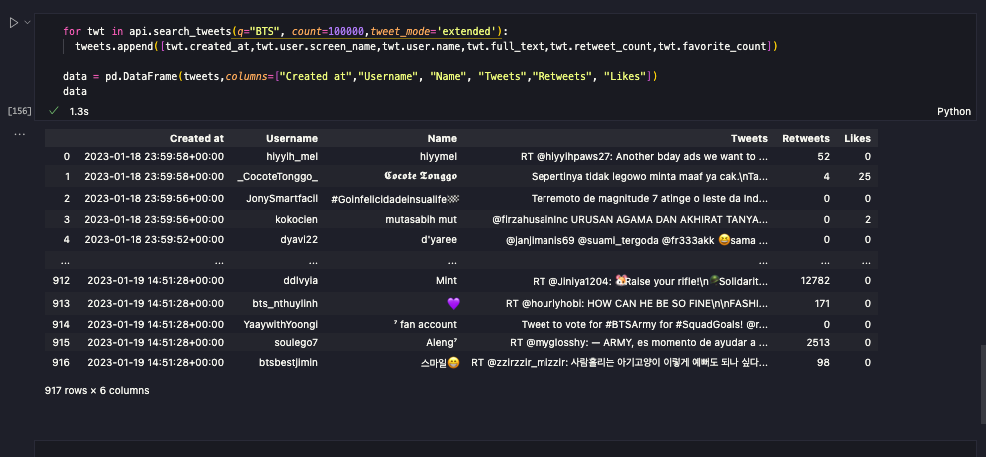 for twt in api.search_tweets(q="BTS", count=100000,tweet_mode='extended'):
tweets.append([twt.created_at,twt.user.screen_name,twt.user.name,twt.full_text,twt.retweet_count,twt.favorite_count])
data = pd.DataFrame(tweets,columns=["Created at","Username", "Name", "Tweets","Retweets", "Likes"])
data
[156] 1.3s Python
... 
Created at Username Name Tweets Retweets Likes
0 2023-01-18 23:59:58+00:00 hlyylh_mei hiyymei RT @hlyyihpaws27: Another bday ads we want to ... 52 0
1 2023-01-18 23:59:58+00:00 _CocoteTonggo_ 𝕮𝖔𝖈𝖔𝖙𝖊 𝕿𝖔𝖓𝖌𝖌𝖔 Sepertinya tidak legowo minta maaf ya cak.\nTa... 4 25
2 2023-01-18 23:59:56+00:00 JonySmartfacil #Goinfelicidadeinsualife🏁 Terremoto de magnitude 7 atinge o leste da Ind... 0 0
3 2023-01-18 23:59:56+00:00 kokocien mutasabih mut @firzahusaininc URUSAN AGAMA DAN AKHIRAT TANYA... 0 2
4 2023-01-18 23:59:52+00:00 dyavi22 d'yaree @janjimanis69 @suami_tergoda @fr333akk 😆sama ... 0 0
... ... ... ... ... ... ...
912 2023-01-19 14:51:28+00:00 ddivyia Mint RT @Jiniya1204: 🐹Raise your rifle!\n Solidarit... 12782 0
913 2023-01-19 14:51:28+00:00 bts_nthuylinh 💜 RT @hourlyhobi: HOW CAN HE BE SO FINE\n\nFASHI... 171 0
914 2023-01-19 14:51:28+00:00 YaaywithYoongi ⁷ fan account Tweet to vote for #BTSArmy for #SquadGoals! @r... 0 0
915 2023-01-19 14:51:28+00:00 soulego7 Aleng⁷ RT @myglosshy: — ARMY, es momento de ayudar a ... 2513 0
916 2023-01-19 14:51:28+00:00 btsbestjimin 스마일😁 RT @zzirzzir_mizzir: 사람홀리는 아기고양이 이렇게 예뻐도 되나 싶다... 98 0
917 rows × 6 columns